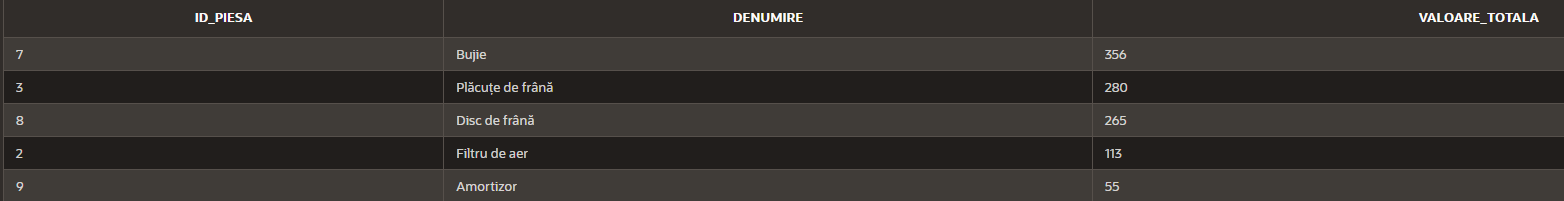 ID_PIESA DENUMIRE VALOARE_TOTALA
7 Bujie 356
3 Plăcuțe de frână 280
8 Disc de frână 265
2 Filtru de aer 113
9 Amortizor 55